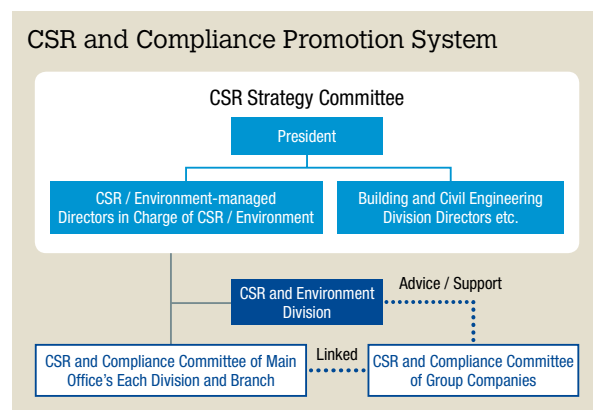 CSR and Compliance Promotion System
CSR Strategy Committee
President
CSR / Environment-managed
Directors in Charge of CSR / Environment
Building and Civil Engineering
Division Directors etc.
CSR and Environment
Division
Advice / Support
CSR and Compliance Committee of Main
Office's Each Division and Branch
Linked
CSR and Compliance Committee
of Group Companies